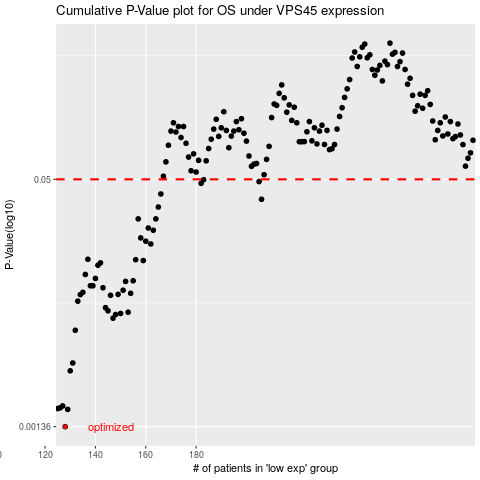 Cumulative P-Value plot for OS under VPS45 expression
P-Value(log10)
0.05
0.00136
optimized
0 120 140 160 180
# of patients in 'low exp' group